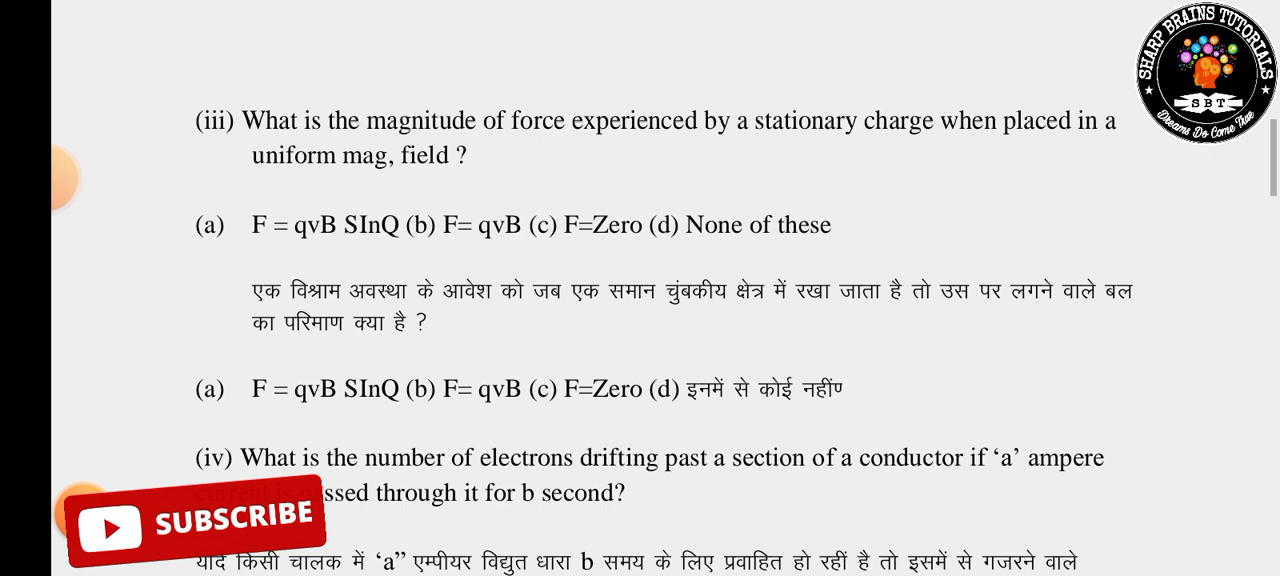 SHARP BRAINS TUTORIALS
SBT
Dreams Do Come True
(iii) What is the magnitude of force experienced by a stationary charge when placed in a
uniform mag, field ?
(a) F = qvB SInQ (b) F= qvB (c) F=Zero (d) None of these
एक विश्राम अवस्था के आवेश को जब एक समान चुंबकीय क्षेत्र में रखा जाता है तो उस पर लगने वाले बल
का परिमाण क्या है ?
(a) F = qvB SInQ (b) F= qvB (c) F=Zero (d) इनमें से कोई नहींण्
(iv) What is the number of electrons drifting past a section of a conductor if ‘a’ ampere
current is passed through it for b second?
SUBSCRIBE
यदि किसी चालक में ‘a” एम्पीयर विद्युत धारा b समय के लिए प्रवाहित हो रहीं है तो इसमें से गजरने वाले